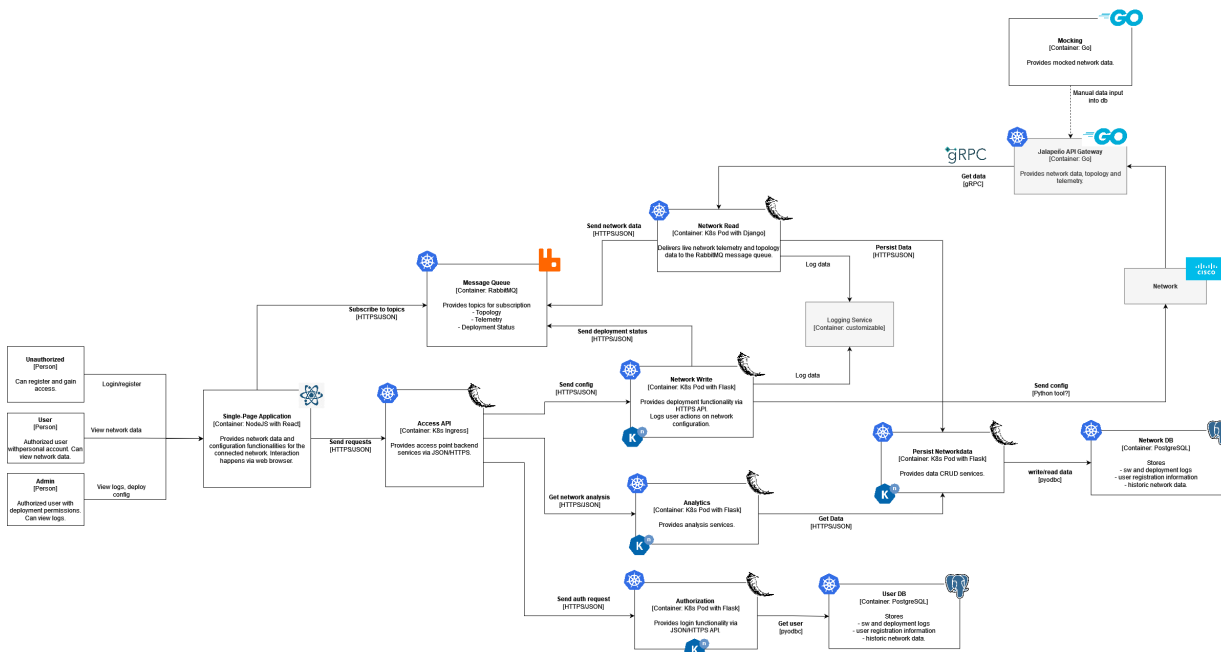 GO
Mocking
[Container: Go]
Provides mocked network data.
Manual data input
into db
GO
Jalapeño API Gateway
[Container: Go]
Provides network data, topology and
telemetry.
gRPC
Get data
[gRPC]
Network Read
[Container: K8s Pod with Django]
Delivers live network telemetry and topology
data to the RabbitMQ message queue.
Send network data
[HTTPS/JSON]
Persist Data
[HTTPS/JSON]
Log data
CISCO
Network
Message Queue
[Container: RabbitMQ]
Provides topics for subscription
- Topology
- Telemetry
- Deployment Status
Subscribe to topics
[HTTPS/JSON]
Send deployment status
[HTTPS/JSON]
Logging Service
[Container: customizable]
Log data
Unauthorized
[Person]
Can register and gain
access.
Login/register
User
[Person]
Authorized user
withpersonal account. Can
view network data.
View network data
Admin
[Person]
Authorized user with
deployment permissions.
Can view logs.
View logs, deploy
config
Single-Page Application
[Container: NodeJS with React]
Provides network data and
configuration functionalities for the
connected network. Interaction
happens via web browser.
Send requests
[HTTPS/JSON]
Access API
[Container: K8s Ingress]
Provides access point backend
services via JSON/HTTPS.
Send config
[HTTPS/JSON]
Network Write
[Container: K8s Pod with Flask]
Provides deployment functionality via
HTTPS API.
Logs user actions on network
configuration.
K n
Send config
[Python tool?]
Get network analysis
[HTTPS/JSON]
Analytics
[Container: K8s Pod with Flask]
Provides analysis services.
K n
Get Data
[HTTPS/JSON]
Persist Networkdata
[Container: K8s Pod with Flask]
Provides data CRUD services.
K n
write/read data
[pyodbc]
Network DB
[Container: PostgreSQL]
Stores
- sw and deployment logs
- user registration information
- historic network data.
Send auth request
[HTTPS/JSON]
Authorization
[Container: K8s Pod with Flask]
Provides login functionality via
JSON/HTTPS API.
K n
Get user
[pyodbc]
User DB
[Container: PostgreSQL]
Stores
- sw and deployment logs
- user registration information
- historic network data.